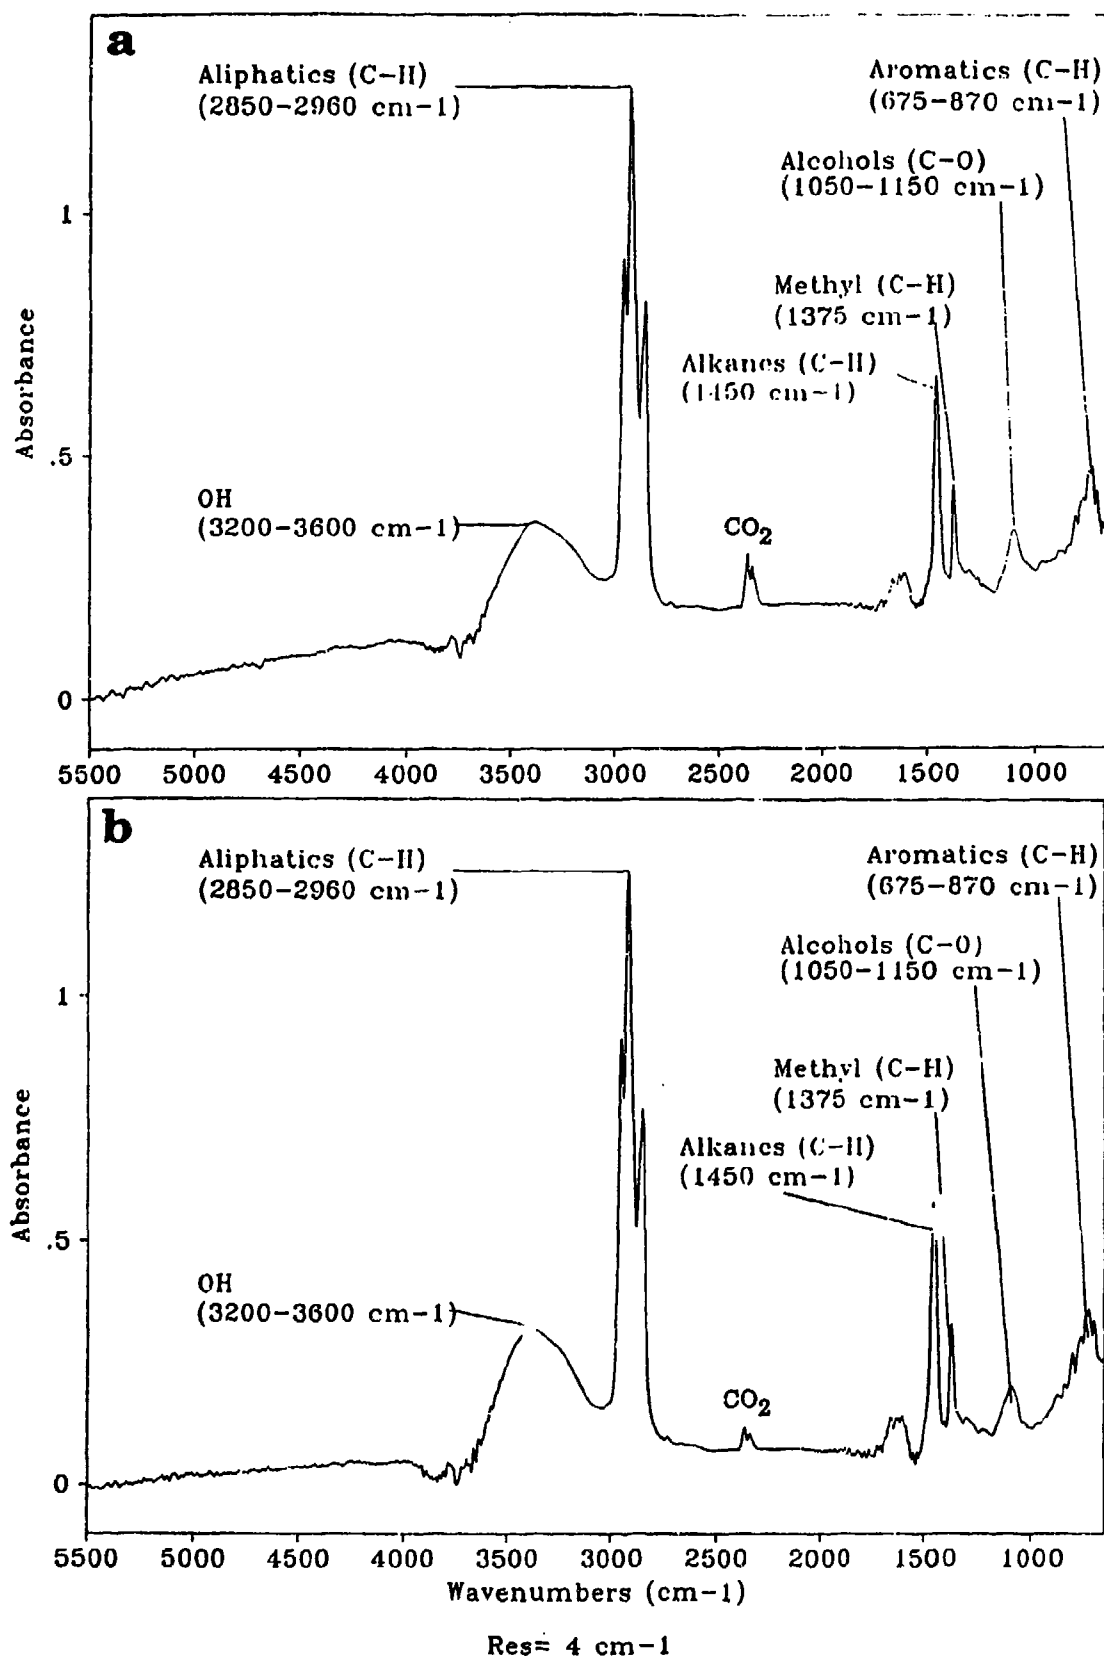 a
Aliphatics (C-H)
(2850-2960 cm-1)
Aromatics (C-H)
(675-870 cm-1)
Alcohols (C-O)
(1050-1150 cm-1)
Methyl (C-H)
(1375 cm-1)
Alkanes (C-H)
(1450 cm-1)
OH
(3200-3600 cm-1)
CO2
Absorbance
1
.5
0
5500 5000 4500 4000 3500 3000 2500 2000 1500 1000
b
Aliphatics (C-H)
(2850-2960 cm-1)
Aromatics (C-H)
(675-870 cm-1)
Alcohols (C-O)
(1050-1150 cm-1)
Methyl (C-H)
(1375 cm-1)
Alkanes (C-H)
(1450 cm-1)
OH
(3200-3600 cm-1)
CO2
Absorbance
1
.5
0
5500 5000 4500 4000 3500 3000 2500 2000 1500 1000
Wavenumbers (cm-1)
Res= 4 cm-1